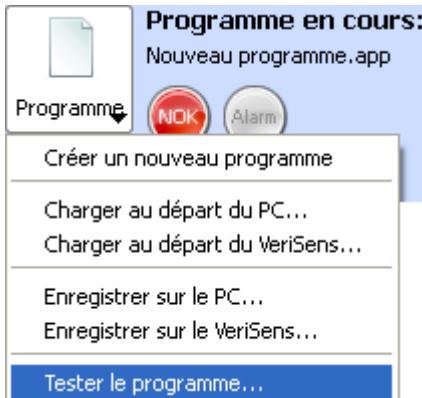 Programme en cours:
Nouveau programme.app
Programme
NOK
Alarm
Créer un nouveau programme
Charger au départ du PC...
Charger au départ du VeriSens...
Enregistrer sur le PC...
Enregistrer sur le VeriSens...
Tester le programme...